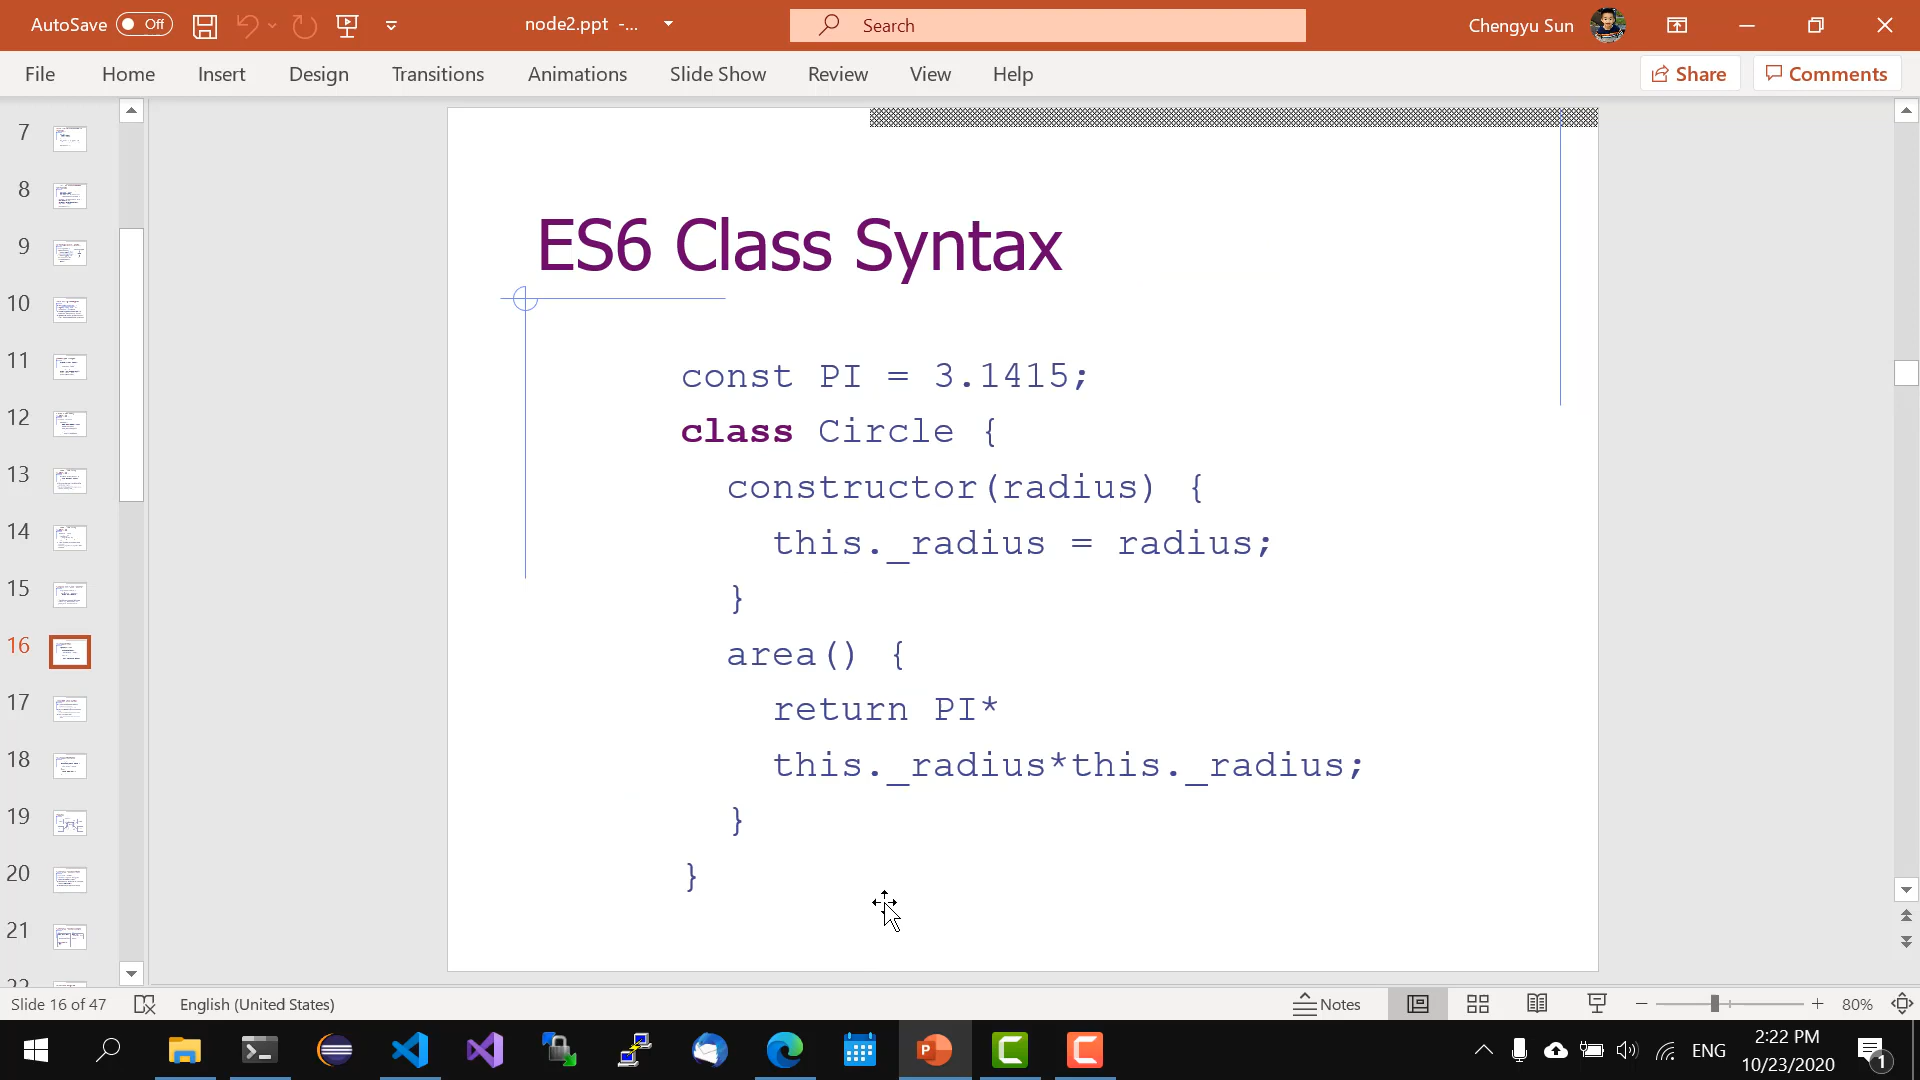 AutoSave Off node2.ppt -... Search Chengyu Sun
File Home Insert Design Transitions Animations Slide Show Review View Help Share Comments
7
8
9
10
11
12
13
14
15
16
17
18
19
20
21
ES6 Class Syntax
const PI = 3.1415;
class Circle {
constructor(radius) {
this._radius = radius;
}
area() {
return PI*
this._radius*this._radius;
}
}
Slide 16 of 47 English (United States) Notes 80%
ENG 2:22 PM
10/23/2020 1